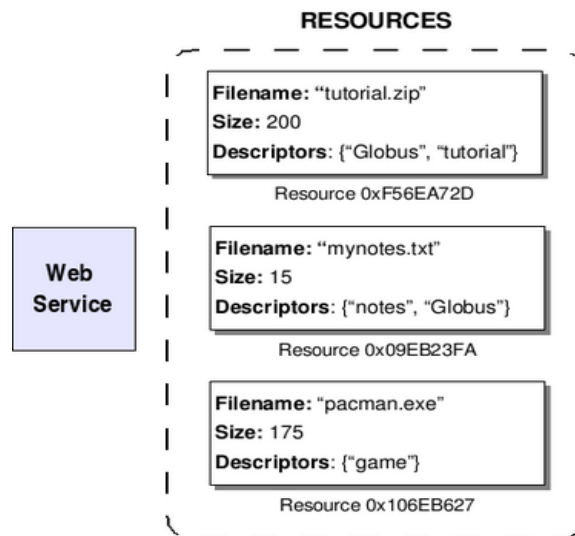 RESOURCES
Filename: “tutorial.zip”
Size: 200
Descriptors: {“Globus”, “tutorial”}
Resource 0xF56EA72D
Web
Service
Filename: “mynotes.txt”
Size: 15
Descriptors: {“notes”, “Globus”}
Resource 0x09EB23FA
Filename: “pacman.exe”
Size: 175
Descriptors: {“game”}
Resource 0x106EB627